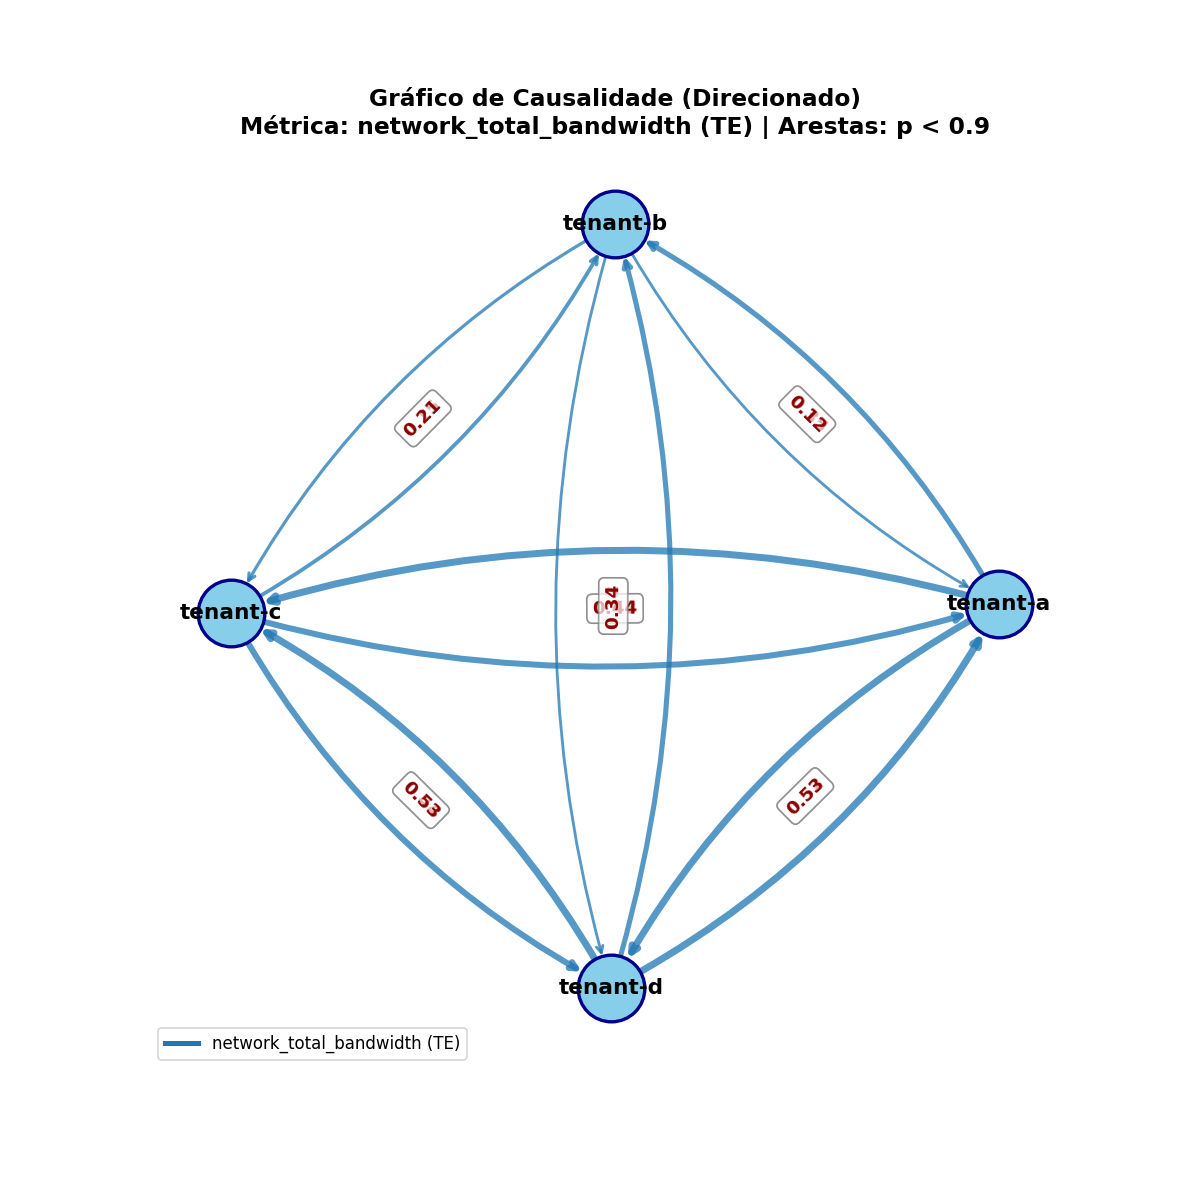 Gráfico de Causalidade (Direcionado)
Métrica: network_total_bandwidth (TE) | Arestas: p < 0.9
tenant-b
0.21
0.12
tenant-c
0.34
tenant-a
0.53
0.53
tenant-d
network_total_bandwidth (TE)